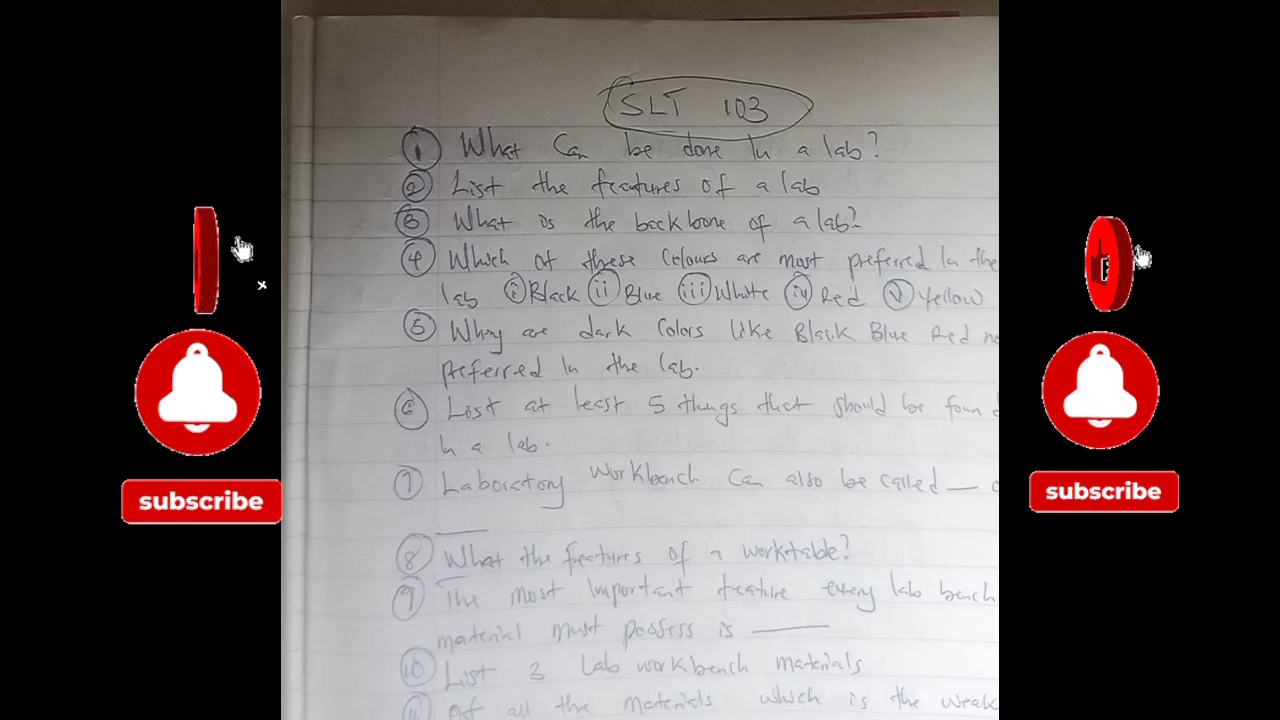 SLT 103
① What can be done in a lab?
② List the features of a lab
③ What is the backbone of a lab?
④ Which of these colours are most preferred in the
lab ⓘ Black ⓘⓘ Blue ⓘⓘⓘ White ⓘⓥ Red ⓥ Yellow
⑤ Why are dark colors like Black Blue Red
preferred in the lab.
⑥ List at least 5 things that should be foun
in a lab.
⑦ Laboratory workbench can also be called —
—
⑧ What the features of a worktable?
⑨ The most important feature every lab bench
material must possess is —
⑩ List 3 Lab workbench materials
⑪ Of all the materials which is the weak
subscribe
subscribe